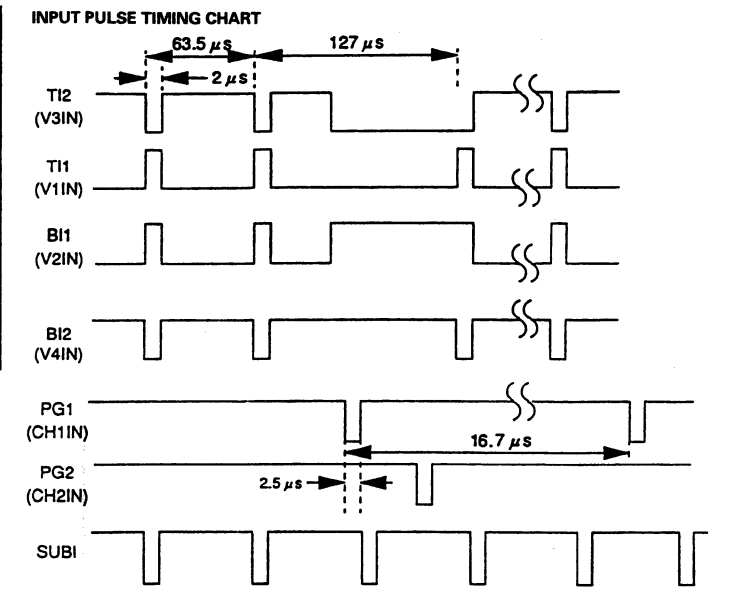 INPUT PULSE TIMING CHART
63.5 μs
127 μs
2 μs
TI2
(V3IN)
TI1
(V1IN)
BI1
(V2IN)
BI2
(V4IN)
PG1
(CH1IN)
16.7 μs
PG2
(CH2IN)
2.5 μs
SUBI